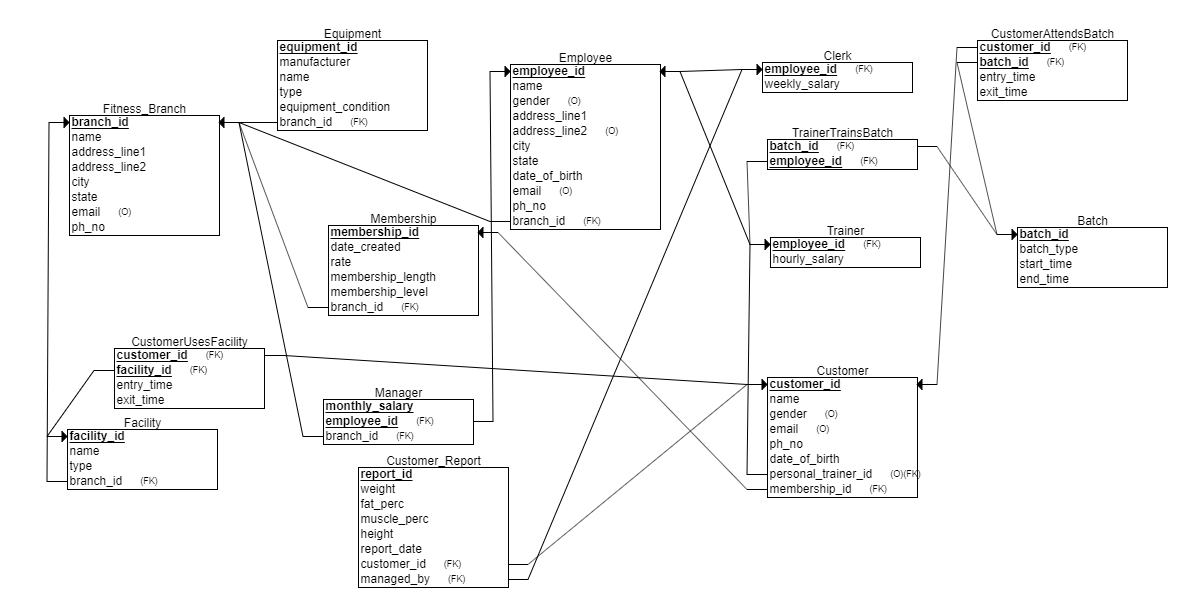 Equipment
equipment_id
manufacturer
name
type
equipment_condition
branch_id (FK)
Employee
employee_id
name
gender (O)
address_line1
address_line2 (O)
city
state
date_of_birth
email (O)
ph_no
branch_id (FK)
Clerk
employee_id (FK)
weekly_salary
CustomerAttendsBatch
customer_id (FK)
batch_id (FK)
entry_time
exit_time
Fitness_Branch
branch_id
name
address_line1
address_line2
city
state
email (O)
ph_no
TrainerTrainsBatch
batch_id (FK)
employee_id (FK)
Membership
membership_id
date_created
rate
membership_length
membership_level
branch_id (FK)
Trainer
employee_id (FK)
hourly_salary
Batch
batch_id
batch_type
start_time
end_time
CustomerUsesFacility
customer_id (FK)
facility_id (FK)
entry_time
exit_time
Manager
monthly_salary
employee_id (FK)
branch_id (FK)
Customer
customer_id
name
gender (O)
email (O)
ph_no
date_of_birth
personal_trainer_id (O)(FK)
membership_id (FK)
Facility
facility_id
name
type
branch_id (FK)
Customer_Report
report_id
weight
fat_perc
muscle_perc
height
report_date
customer_id (FK)
managed_by (FK)